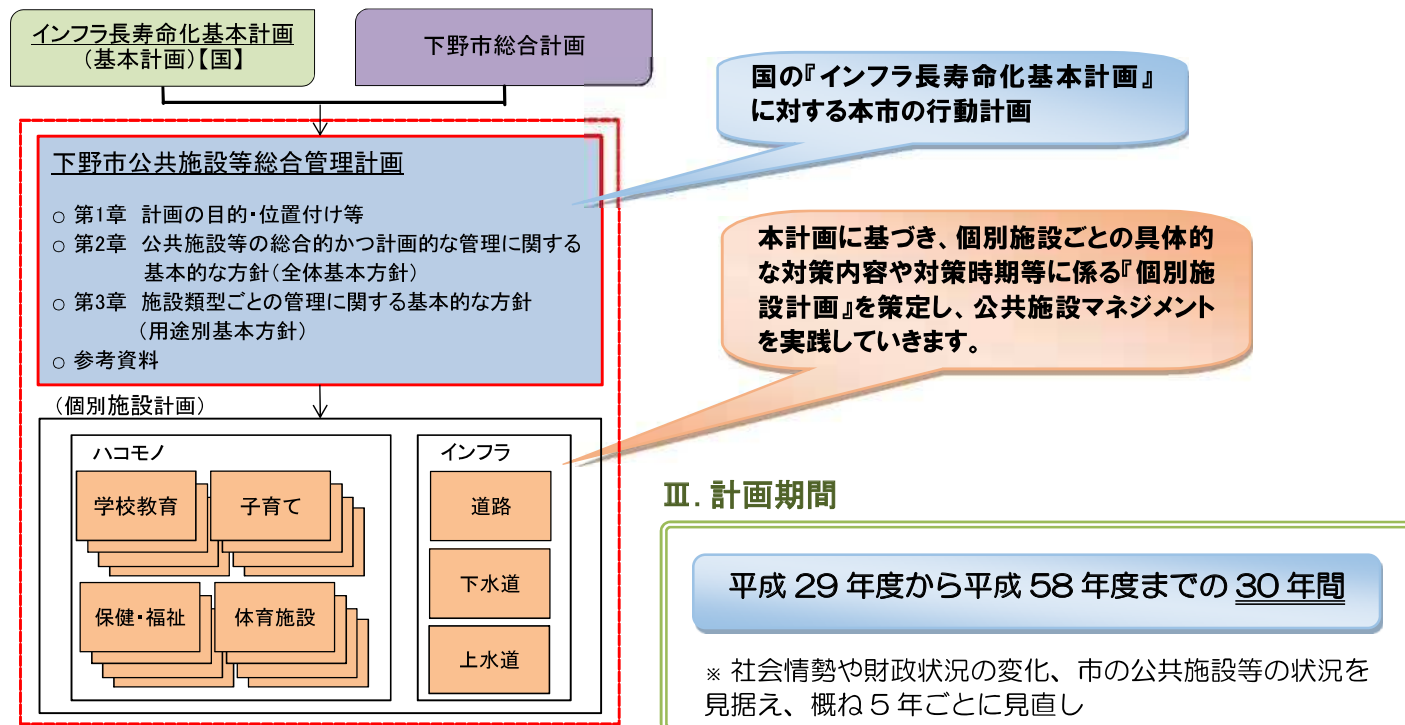 インフラ長寿命化基本計画
(基本計画)【国】
下野市総合計画
国の『インフラ長寿命化基本計画』
に対する本市の行動計画
下野市公共施設等総合管理計画
○ 第1章 計画の目的・位置付け等
○ 第2章 公共施設等の総合的かつ計画的な管理に関する
基本的な方針(全体基本方針)
○ 第3章 施設類型ごとの管理に関する基本的な方針
(用途別基本方針)
○ 参考資料
本計画に基づき、個別施設ごとの具体的
な対策内容や対策時期等に係る『個別施
設計画』を策定し、公共施設マネジメント
を実践していきます。
(個別施設計画)
ハコモノ
学校教育
子育て
保健・福祉
体育施設
インフラ
道路
下水道
上水道
Ⅲ.計画期間
平成 29 年度から平成 58 年度までの 30 年間
※ 社会情勢や財政状況の変化、市の公共施設等の状況を
見据え、概ね 5 年ごとに見直し